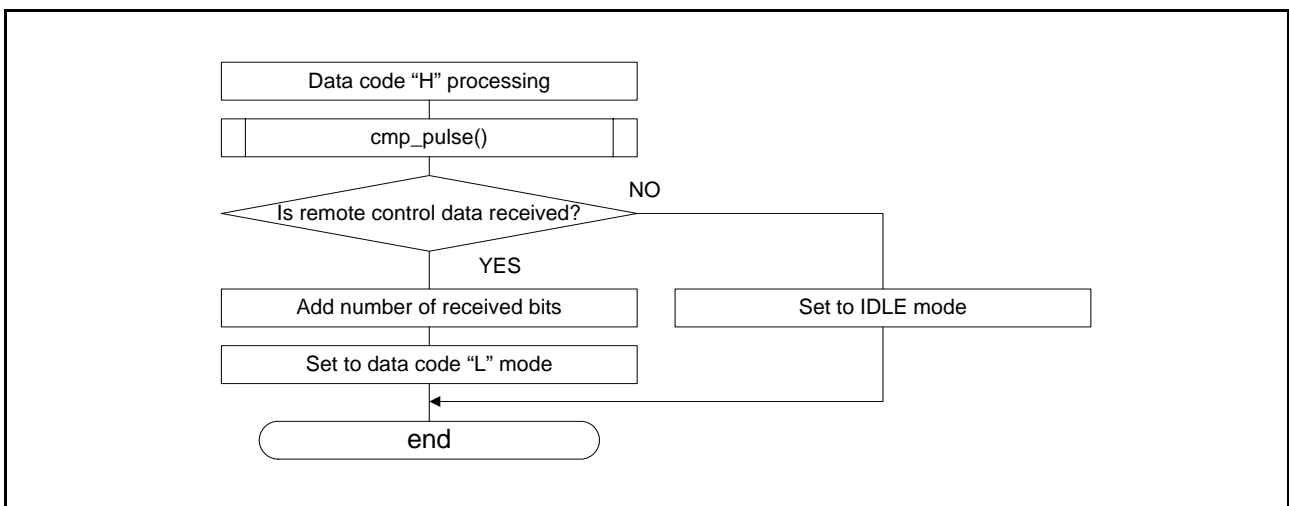 Data code “H” processing
cmp_pulse()
NO
Is remote control data received?
YES
Add number of received bits
Set to IDLE mode
Set to data code “L” mode
end